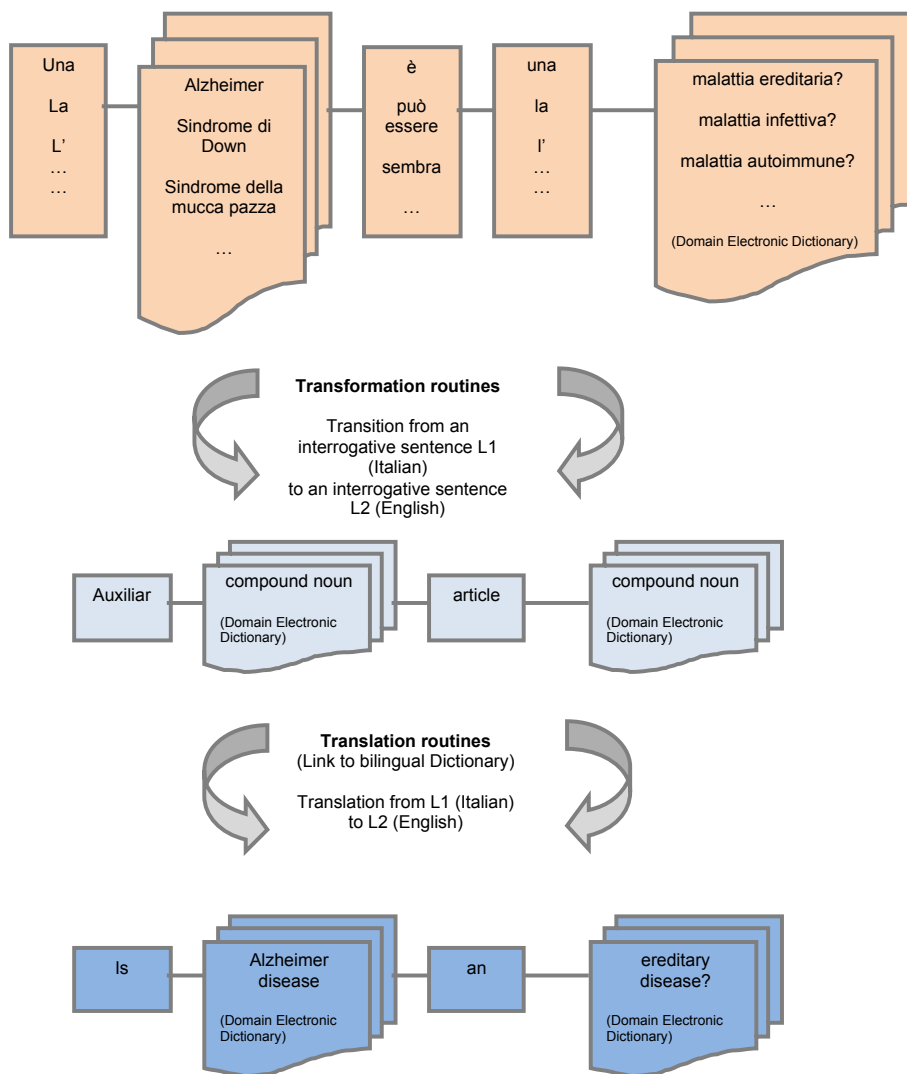 Una
La
L'
…
…
Alzheimer
Sindrome di
Down
Sindrome della
mucca pazza
…
è
può
essere
sembra
…
una
la
l'
…
…
malattia ereditaria?
malattia infettiva?
malattia autoimmune?
…
(Domain Electronic Dictionary)
Transformation routines
Transition from an
interrogative sentence L1
(Italian)
to an interrogative sentence
L2 (English)
Auxiliar
compound noun
(Domain Electronic
Dictionary)
article
compound noun
(Domain Electronic
Dictionary)
Translation routines
(Link to bilingual Dictionary)
Translation from L1 (Italian)
to L2 (English)
Is
Alzheimer
disease
(Domain Electronic
Dictionary)
an
ereditary
disease?
(Domain Electronic
Dictionary)